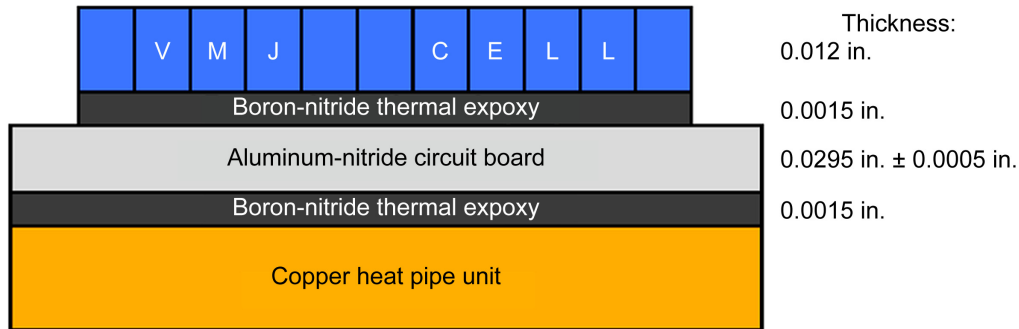 Thickness:
V M J C E L L
0.012 in.
Boron-nitride thermal expoxy
0.0015 in.
Aluminum-nitride circuit board
0.0295 in. ± 0.0005 in.
Boron-nitride thermal expoxy
0.0015 in.
Copper heat pipe unit